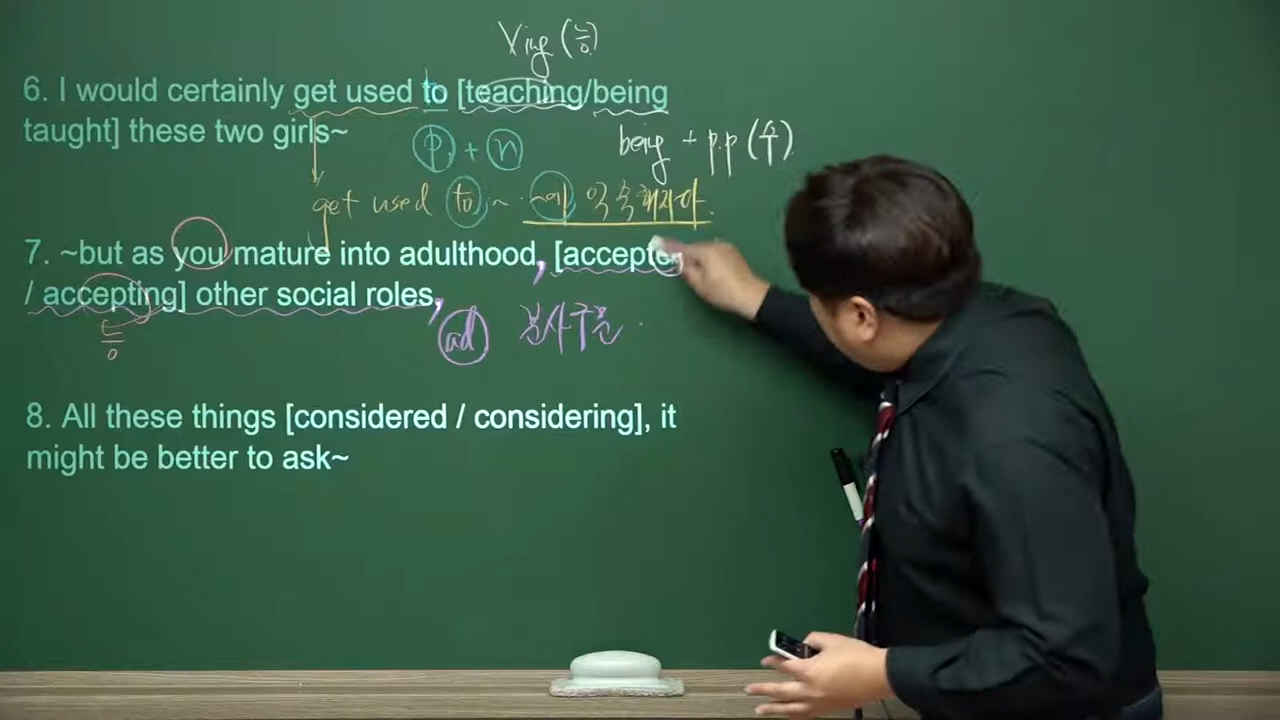 Ving (능)
6. I would certainly get used to [teaching/being
taught] these two girls~
p. + n
being + p.p (수)
get used to ~ ~에 익숙해지다.
7. ~but as you mature into adulthood, [accepte
/ accepting] other social roles,
능
ad 분사구문.
8. All these things [considered / considering], it
might be better to ask~